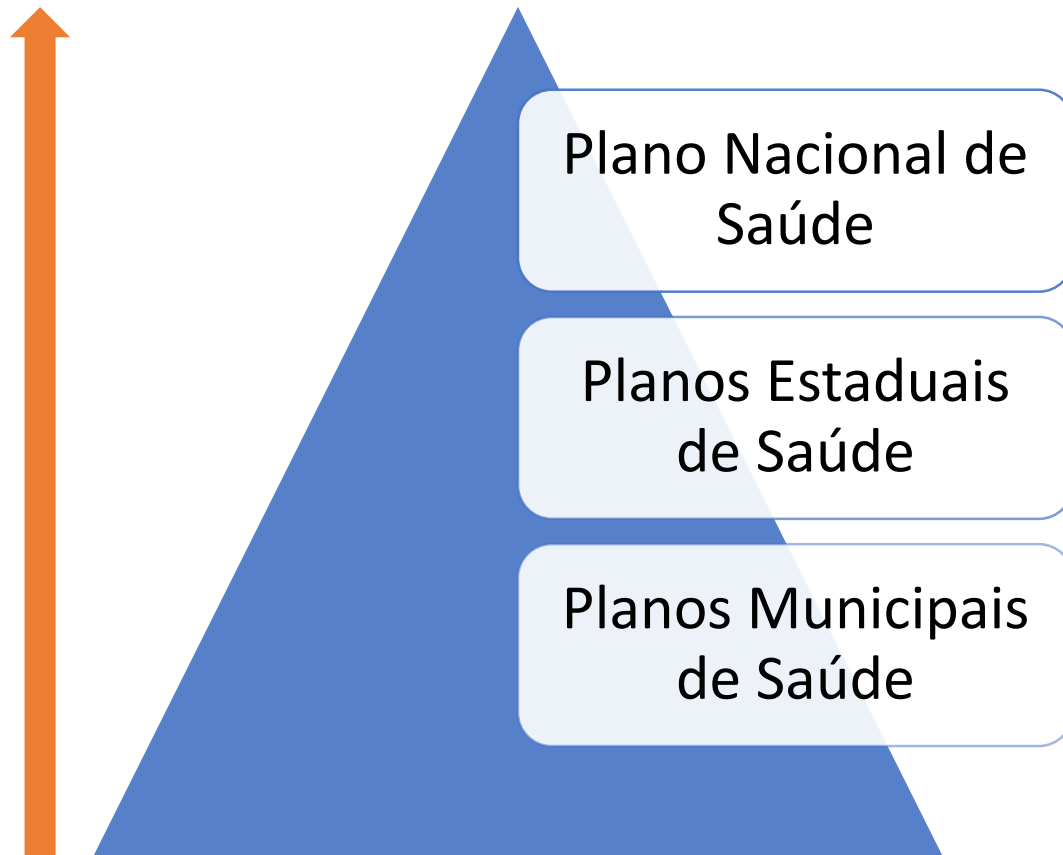 Plano Nacional de
Saúde
Planos Estaduais
de Saúde
Planos Municipais
de Saúde